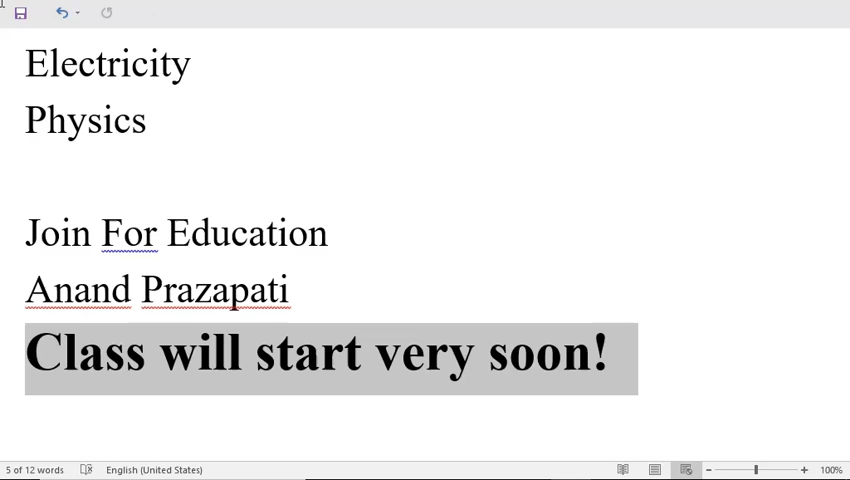 Electricity
Physics
Join For Education
Anand Prazapati
Class will start very soon!
5 of 12 words English (United States) 100%